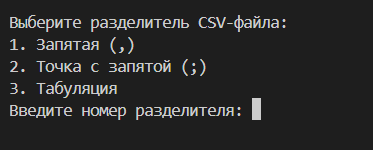 Выберите разделитель CSV-файла:
1. Запятая (,)
2. Точка с запятой (;)
3. Табуляция
Введите номер разделителя: